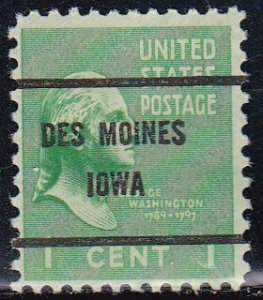 UNITED
STATES
POSTAGE
DES MOINES
IOWA
WASHINGTON
1789-1797
1 CENT 1